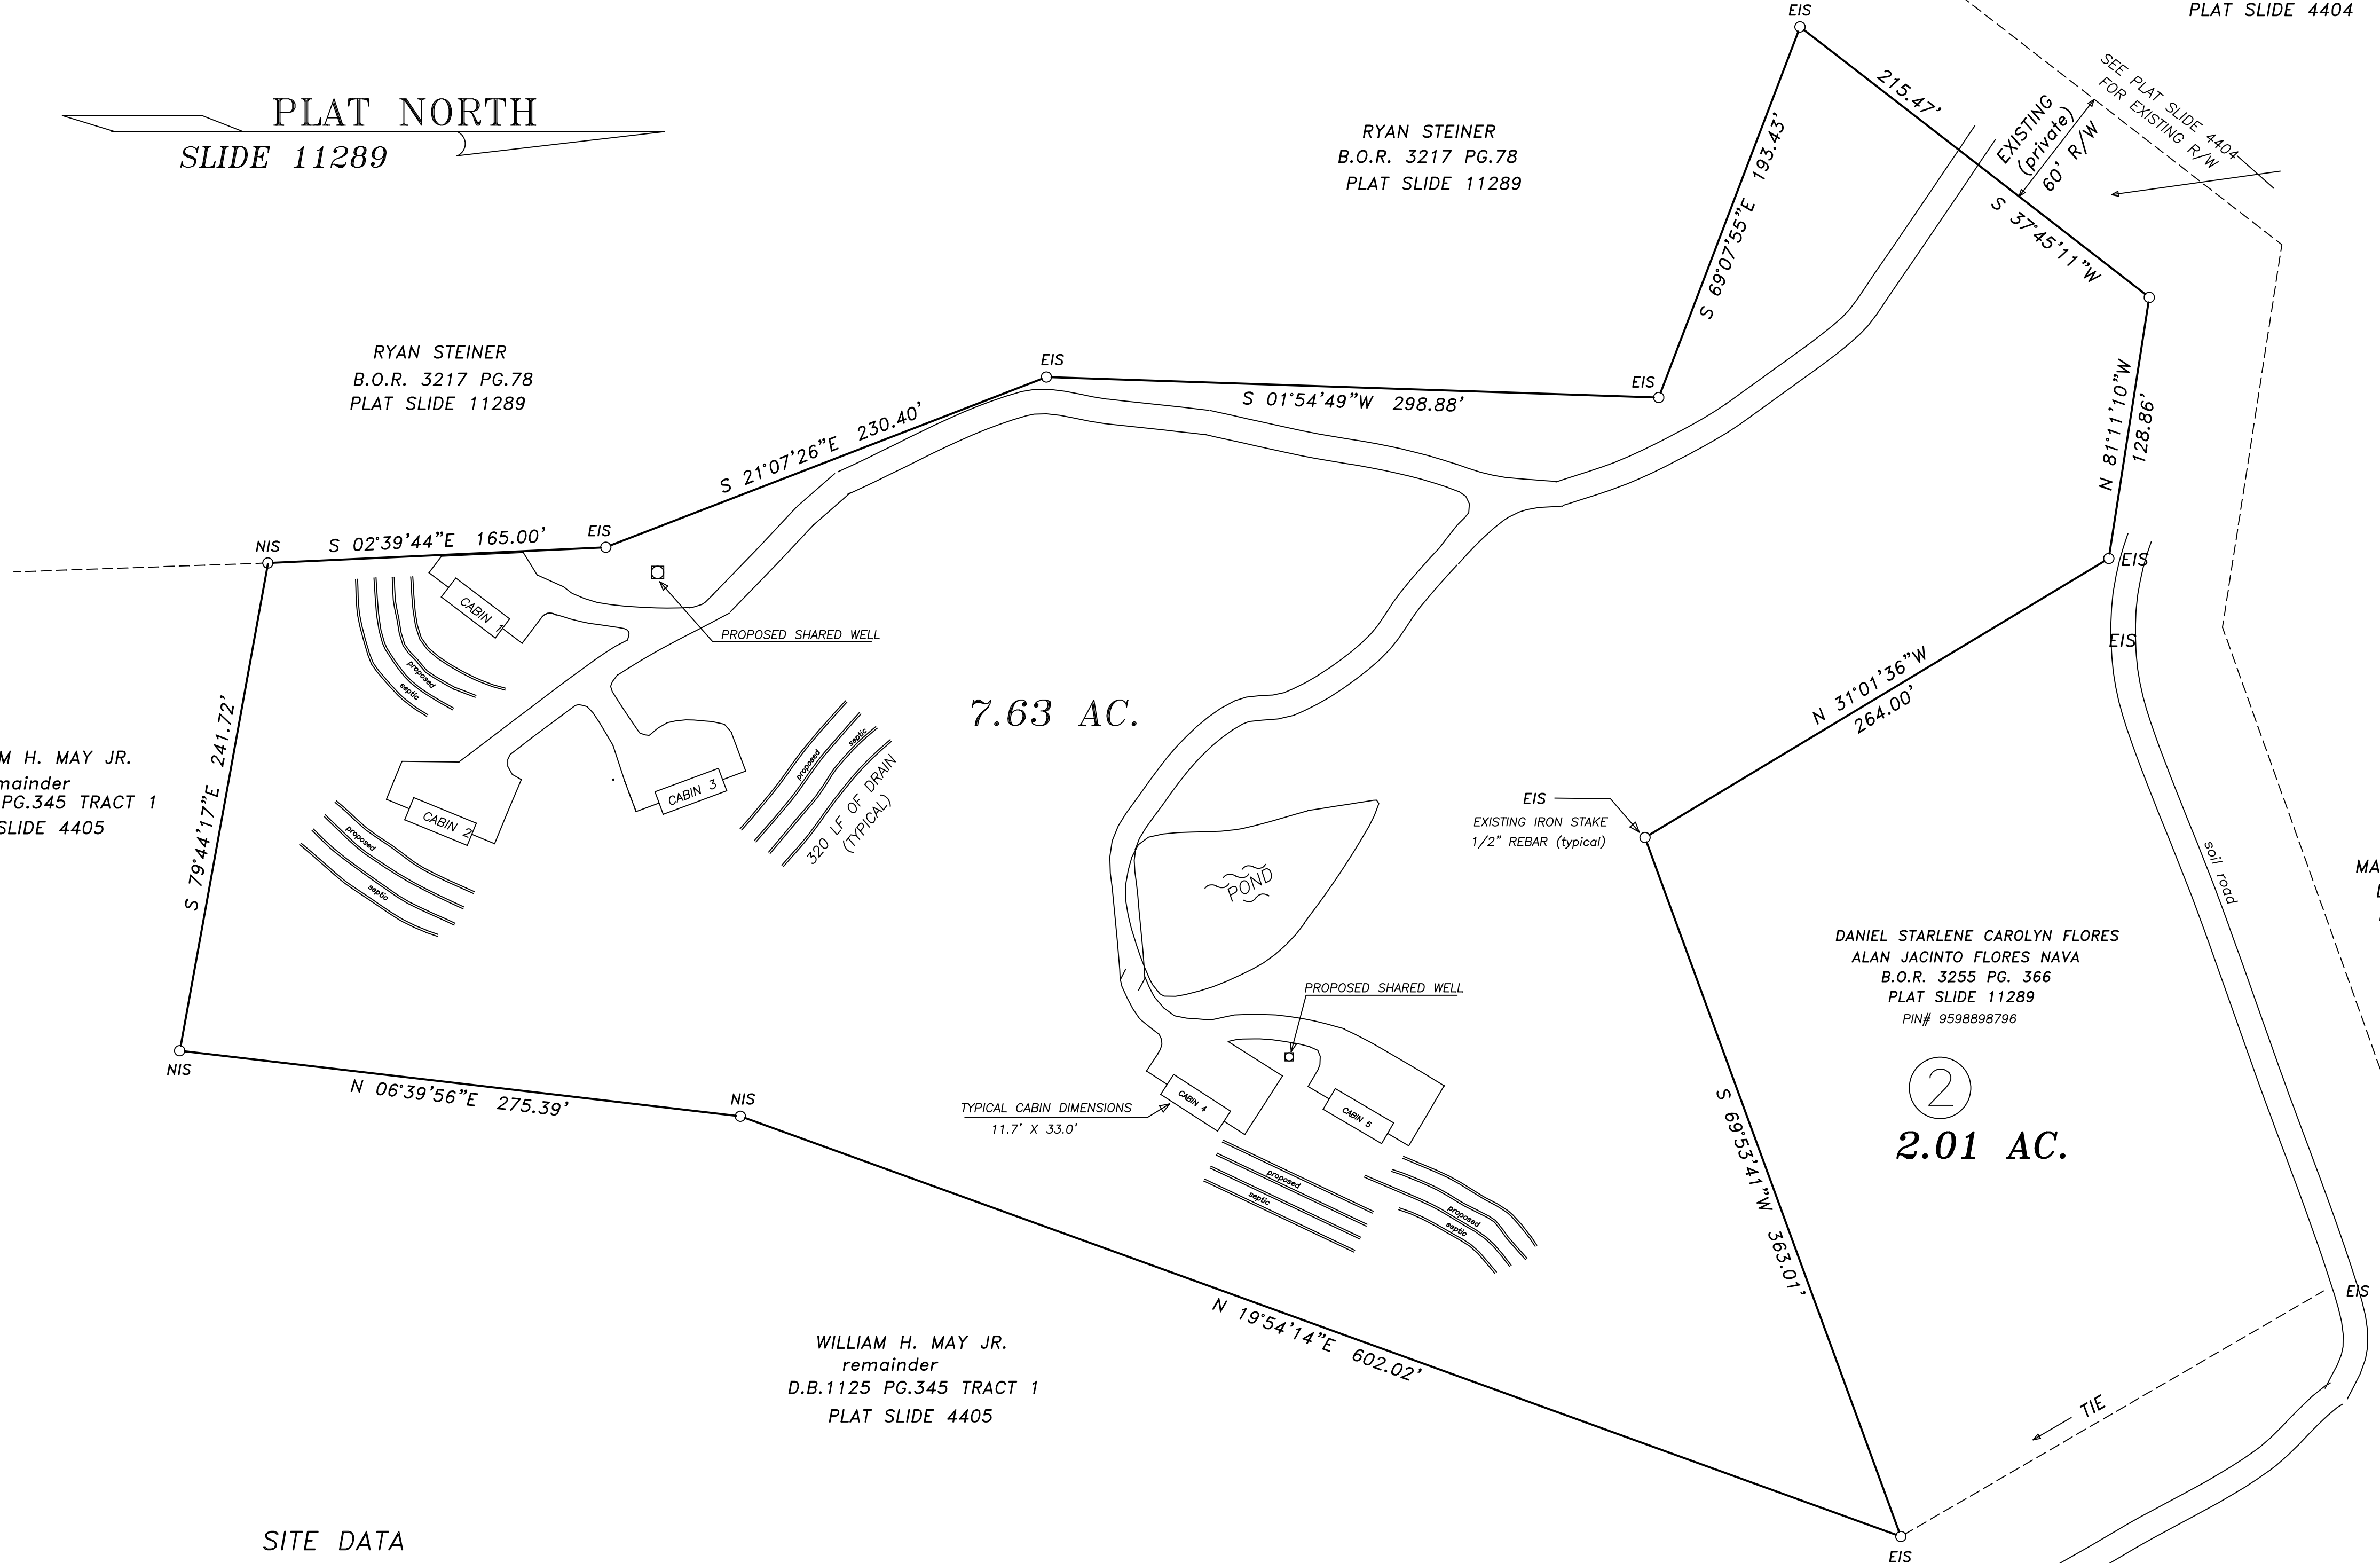 PLAT SLIDE 4404
EIS
PLAT NORTH
SLIDE 11289
RYAN STEINER
B.O.R. 3217 PG.78
PLAT SLIDE 11289
S 69°07'55"E 193.43'
215.47'
S 37°45'11"W
EXISTING
(private)
60' R/W
SEE PLAT SLIDE 4404
FOR EXISTING R/W
RYAN STEINER
B.O.R. 3217 PG.78
PLAT SLIDE 11289
EIS
S 01°54'49"W 298.88'
EIS
S 21°07'26"E 230.40'
N 81°11'10"W
128.86'
NIS
S 02°39'44"E 165.00'
EIS
EIS
EIS
CABIN 1
PROPOSED SHARED WELL
proposed
septic
N 31°01'36"W
264.00'
7.63 AC.
M H. MAY JR.
mainder
PG.345 TRACT 1
SLIDE 4405
S 79°44'17"E 241.72'
CABIN 2
CABIN 3
proposed
septic
320 LF OF DRAIN
(TYPICAL)
proposed
septic
EIS
EXISTING IRON STAKE
1/2" REBAR (typical)
POND
soil road
MA
DANIEL STARLENE CAROLYN FLORES
ALAN JACINTO FLORES NAVA
B.O.R. 3255 PG. 366
PLAT SLIDE 11289
PIN# 9598898796
2
2.01 AC.
PROPOSED SHARED WELL
NIS
N 06°39'56"E 275.39'
NIS
TYPICAL CABIN DIMENSIONS
11.7' X 33.0'
CABIN 4
CABIN 5
proposed
septic
proposed
septic
S 69°53'41"W 363.01'
N 19°54'14"E 602.02'
EIS
TIE
WILLIAM H. MAY JR.
remainder
D.B.1125 PG.345 TRACT 1
PLAT SLIDE 4405
SITE DATA
EIS